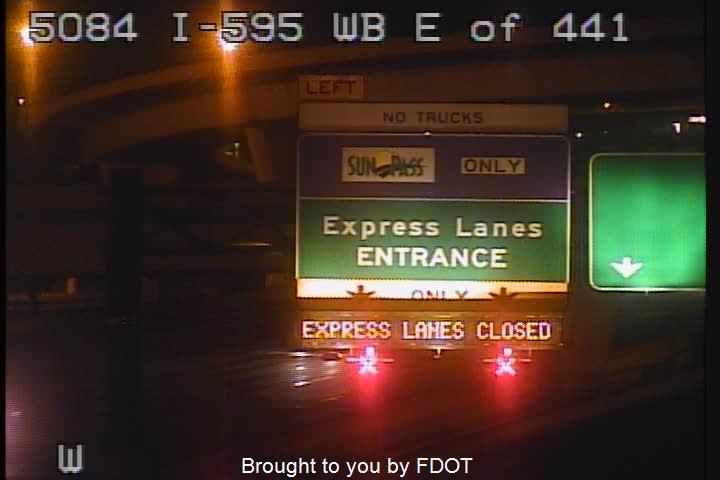 5084 I-595 WB E of 441
LEFT
NO TRUCKS
SUNPASS ONLY
Express Lanes
ENTRANCE
ONLY
EXPRESS LANES CLOSED
W
Brought to you by FDOT